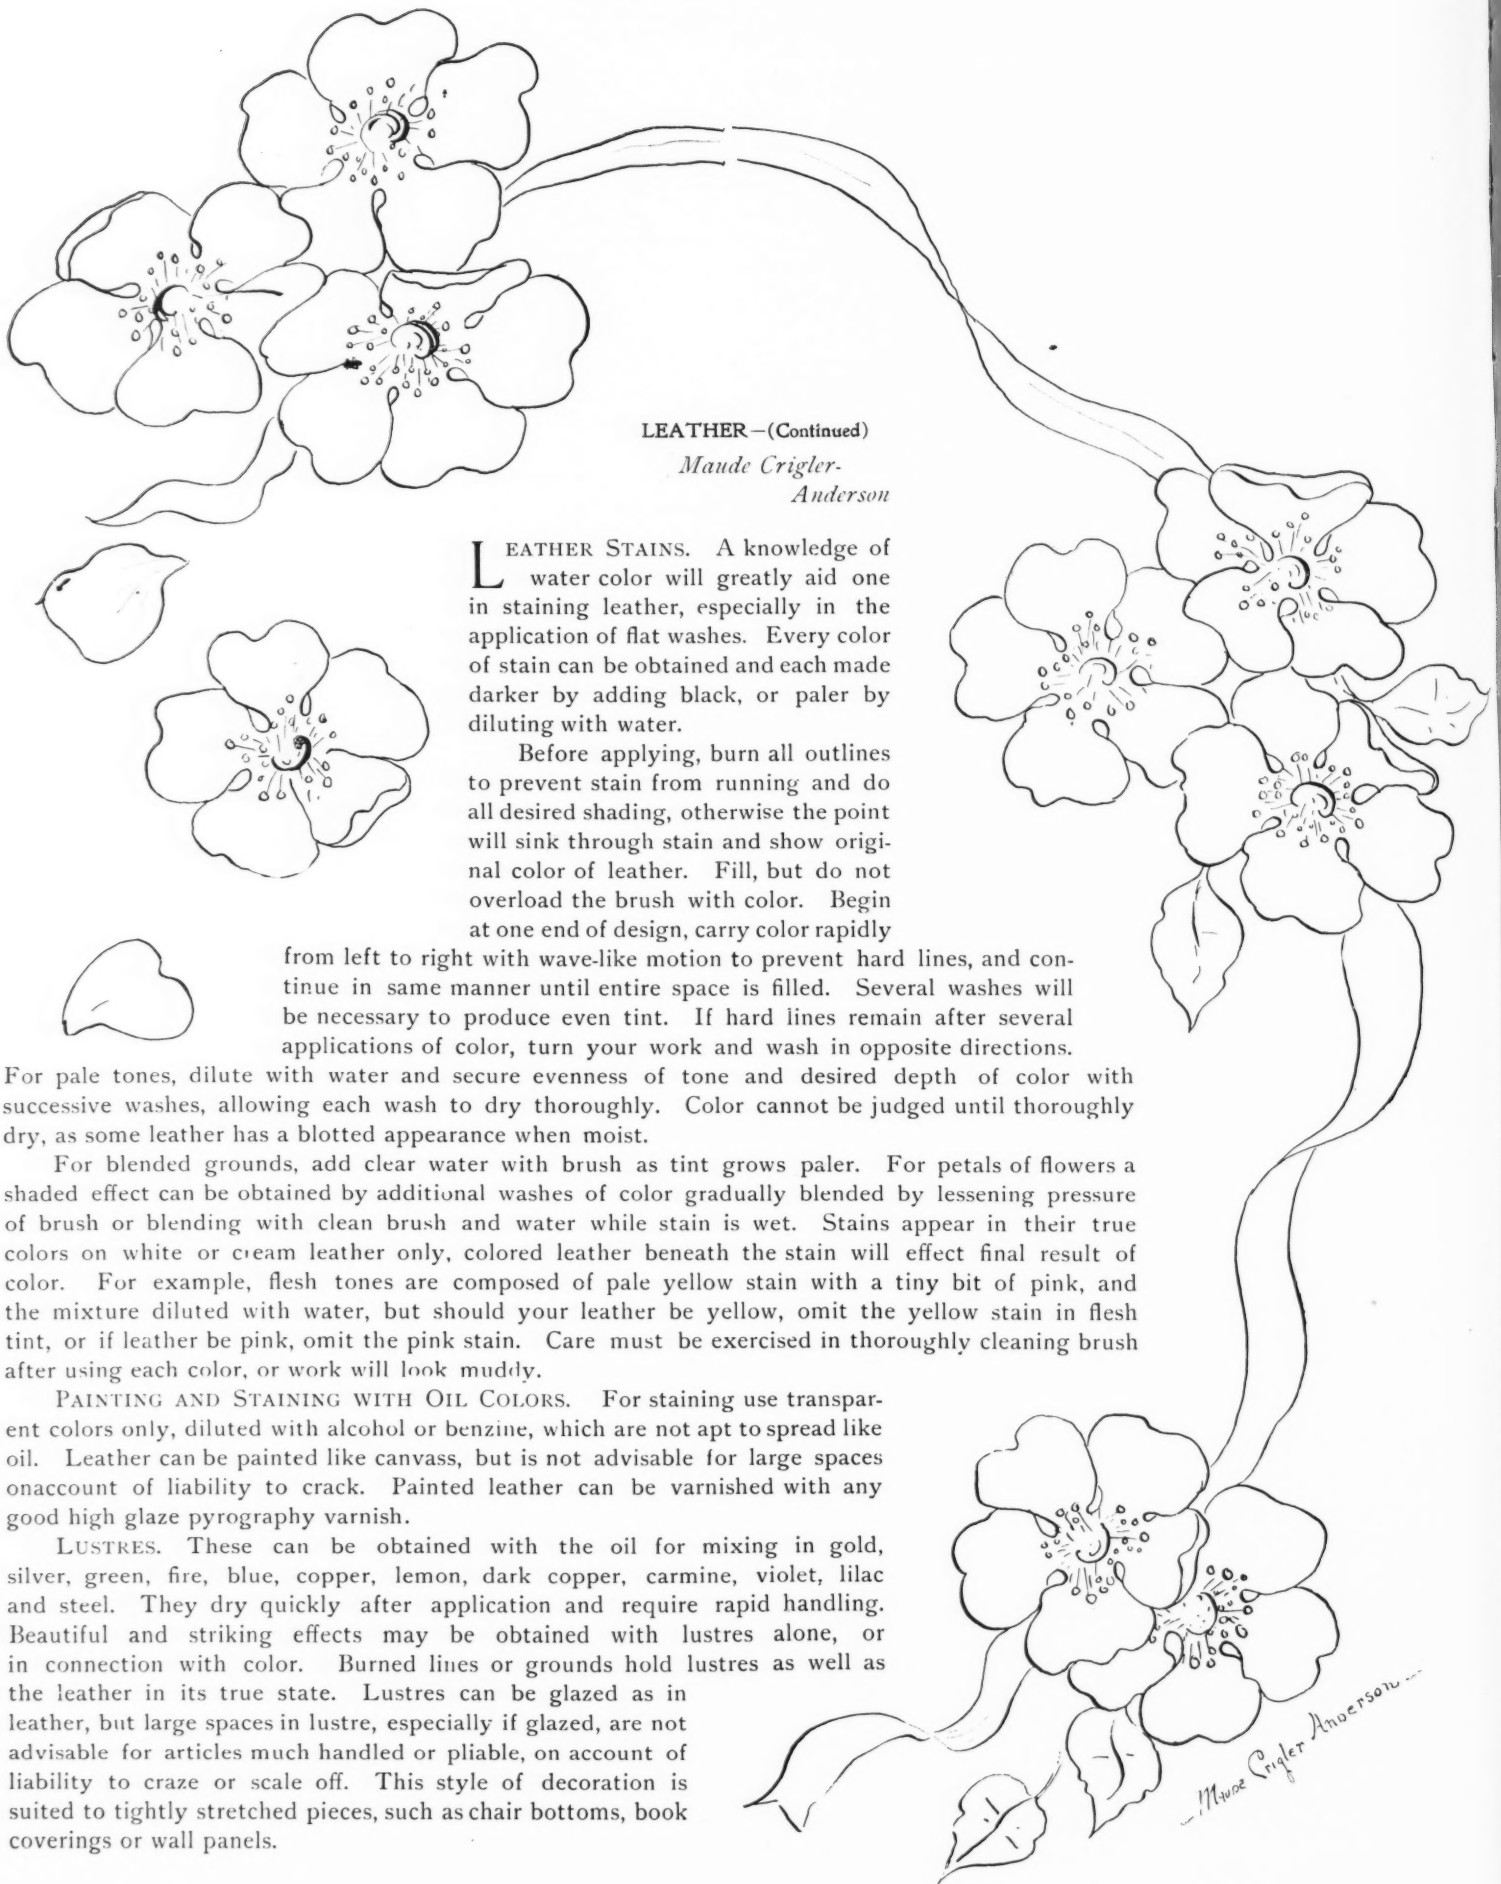 LEATHER—(Continued)
Maude Crigler-
Anderson
LEATHER STAINS. A knowledge of
water color will greatly aid one
in staining leather, especially in the
application of flat washes. Every color
of stain can be obtained and each made
darker by adding black, or paler by
diluting with water.
Before applying, burn all outlines
to prevent stain from running and do
all desired shading, otherwise the point
will sink through stain and show origi-
nal color of leather. Fill, but do not
overload the brush with color. Begin
at one end of design, carry color rapidly
from left to right with wave-like motion to prevent hard lines, and con-
tinue in same manner until entire space is filled. Several washes will
be necessary to produce even tint. If hard lines remain after several
applications of color, turn your work and wash in opposite directions.
For pale tones, dilute with water and secure evenness of tone and desired depth of color with
successive washes, allowing each wash to dry thoroughly. Color cannot be judged until thoroughly
dry, as some leather has a blotted appearance when moist.
For blended grounds, add clear water with brush as tint grows paler. For petals of flowers a
shaded effect can be obtained by additional washes of color gradually blended by lessening pressure
of brush or blending with clean brush and water while stain is wet. Stains appear in their true
colors on white or cream leather only, colored leather beneath the stain will effect final result of
color. For example, flesh tones are composed of pale yellow stain with a tiny bit of pink, and
the mixture diluted with water, but should your leather be yellow, omit the yellow stain in flesh
tint, or if leather be pink, omit the pink stain. Care must be exercised in thoroughly cleaning brush
after using each color, or work will look muddy.
PAINTING AND STAINING WITH OIL COLORS. For staining use transpar-
ent colors only, diluted with alcohol or benzine, which are not apt to spread like
oil. Leather can be painted like canvass, but is not advisable for large spaces
onaccount of liability to crack. Painted leather can be varnished with any
good high glaze pyrography varnish.
LUSTRES. These can be obtained with the oil for mixing in gold,
silver, green, fire, blue, copper, lemon, dark copper, carmine, violet, lilac
and steel. They dry quickly after application and require rapid handling.
Beautiful and striking effects may be obtained with lustres alone, or
in connection with color. Burned lines or grounds hold lustres as well as
the leather in its true state. Lustres can be glazed as in
leather, but large spaces in lustre, especially if glazed, are not
advisable for articles much handled or pliable, on account of
liability to craze or scale off. This style of decoration is
suited to tightly stretched pieces, such as chair bottoms, book
coverings or wall panels.
Maude Crigler Anderson